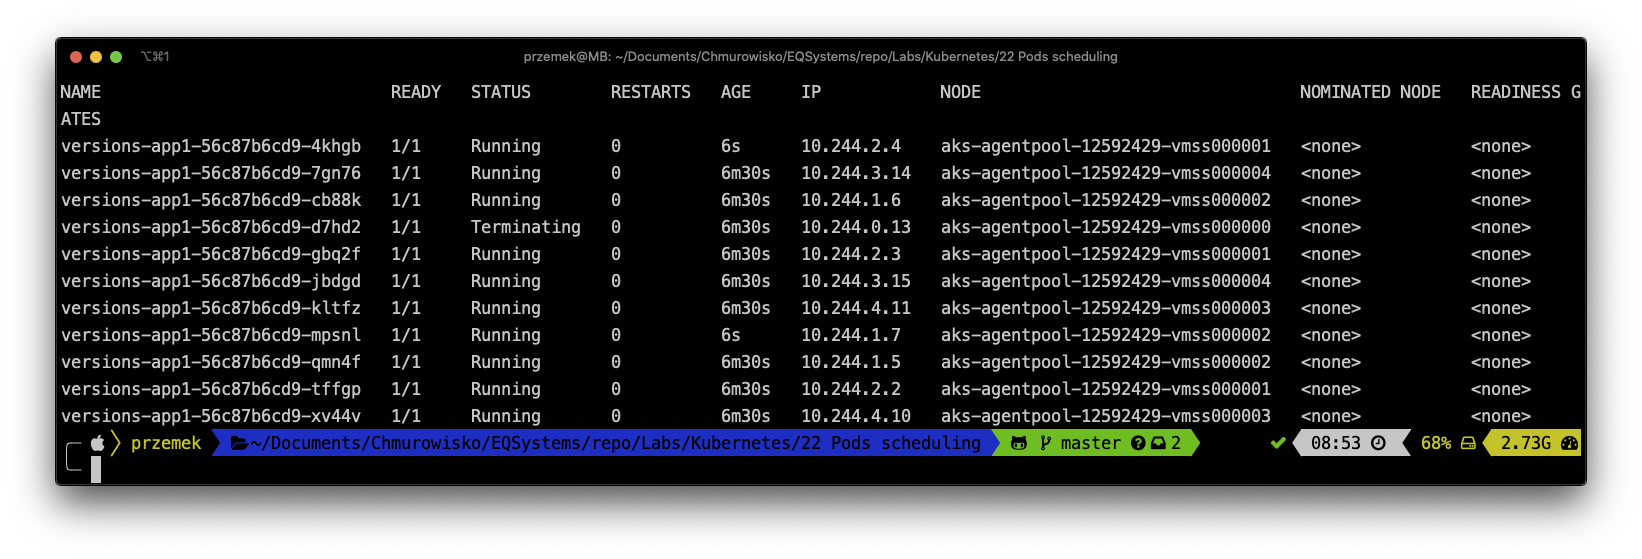 ⌥⌘1 przemek@MB: ~/Documents/Chmurowisko/EQSystems/repo/Labs/Kubernetes/22 Pods scheduling
NAME READY STATUS RESTARTS AGE IP NODE NOMINATED NODE READINESS G
ATES
versions-app1-56c87b6cd9-4khgb 1/1 Running 0 6s 10.244.2.4 aks-agentpool-12592429-vmss000001 <none> <none>
versions-app1-56c87b6cd9-7gn76 1/1 Running 0 6m30s 10.244.3.14 aks-agentpool-12592429-vmss000004 <none> <none>
versions-app1-56c87b6cd9-cb88k 1/1 Running 0 6m30s 10.244.1.6 aks-agentpool-12592429-vmss000002 <none> <none>
versions-app1-56c87b6cd9-d7hd2 1/1 Terminating 0 6m30s 10.244.0.13 aks-agentpool-12592429-vmss000000 <none> <none>
versions-app1-56c87b6cd9-gbq2f 1/1 Running 0 6m30s 10.244.2.3 aks-agentpool-12592429-vmss000001 <none> <none>
versions-app1-56c87b6cd9-jbdgd 1/1 Running 0 6m30s 10.244.3.15 aks-agentpool-12592429-vmss000004 <none> <none>
versions-app1-56c87b6cd9-kltfz 1/1 Running 0 6m30s 10.244.4.11 aks-agentpool-12592429-vmss000003 <none> <none>
versions-app1-56c87b6cd9-mpsnl 1/1 Running 0 6s 10.244.1.7 aks-agentpool-12592429-vmss000002 <none> <none>
versions-app1-56c87b6cd9-qmn4f 1/1 Running 0 6m30s 10.244.1.5 aks-agentpool-12592429-vmss000002 <none> <none>
versions-app1-56c87b6cd9-tffgp 1/1 Running 0 6m30s 10.244.2.2 aks-agentpool-12592429-vmss000001 <none> <none>
versions-app1-56c87b6cd9-xv44v 1/1 Running 0 6m30s 10.244.4.10 aks-agentpool-12592429-vmss000003 <none> <none>
przemek ~/Documents/Chmurowisko/EQSystems/repo/Labs/Kubernetes/22 Pods scheduling master 2 08:53 68% 2.73G